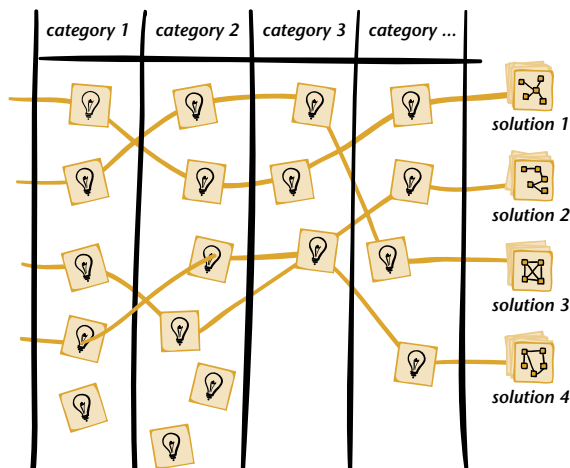 category 1
category 2
category 3
category ...
solution 1
solution 2
solution 3
solution 4